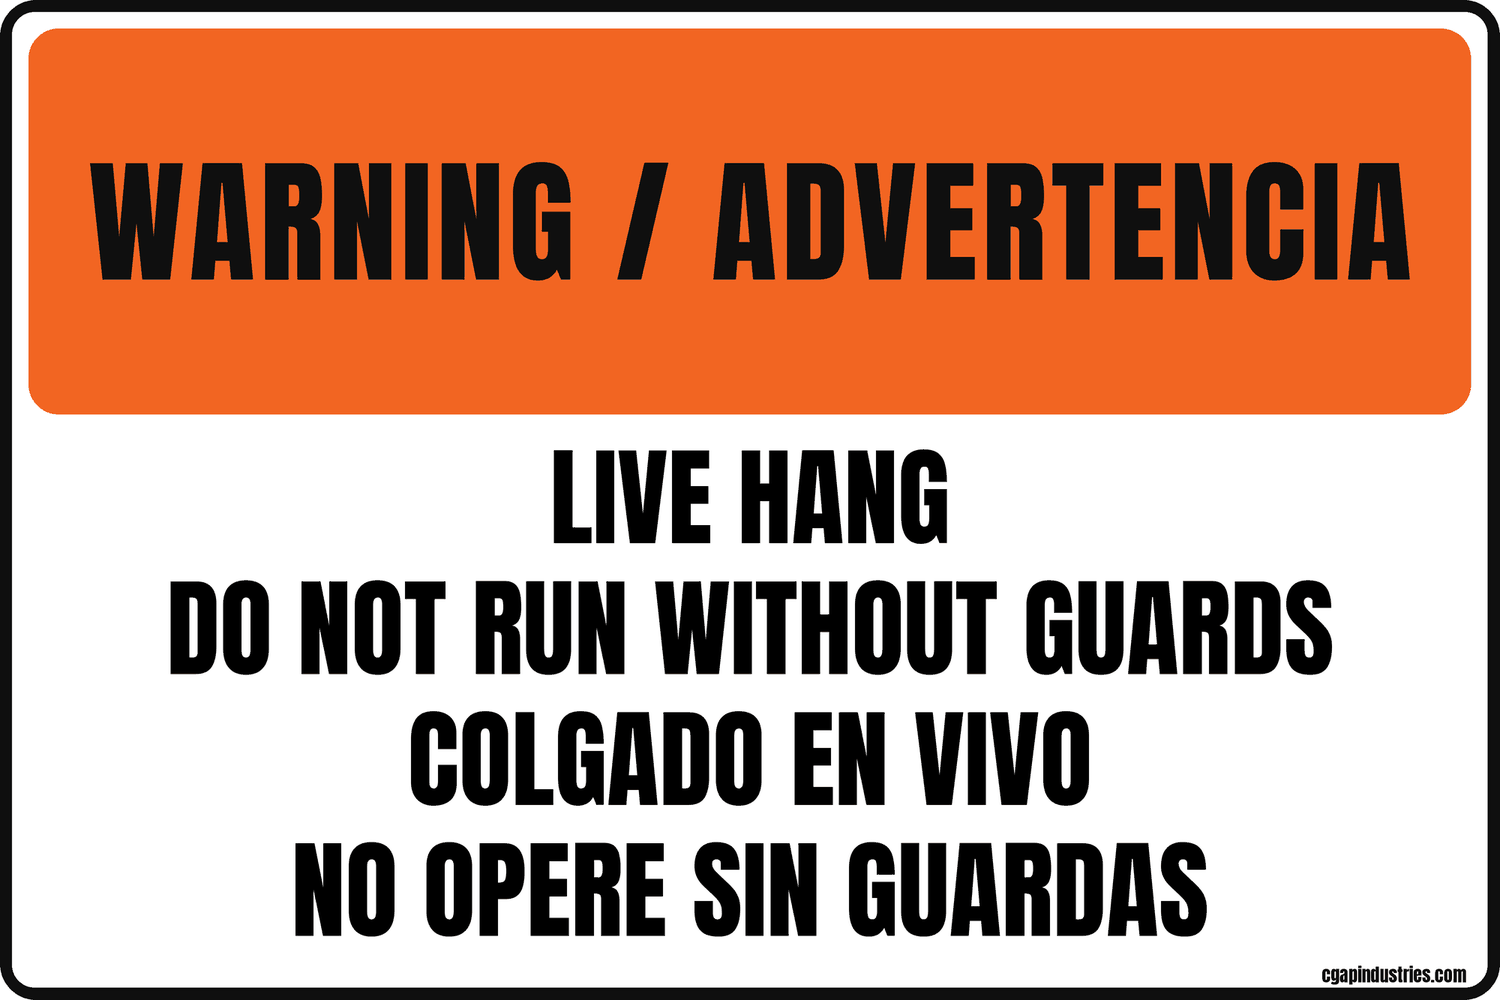 WARNING / ADVERTENCIA
LIVE HANG
DO NOT RUN WITHOUT GUARDS
COLGADO EN VIVO
NO OPERE SIN GUARDAS
cgapindustries.com